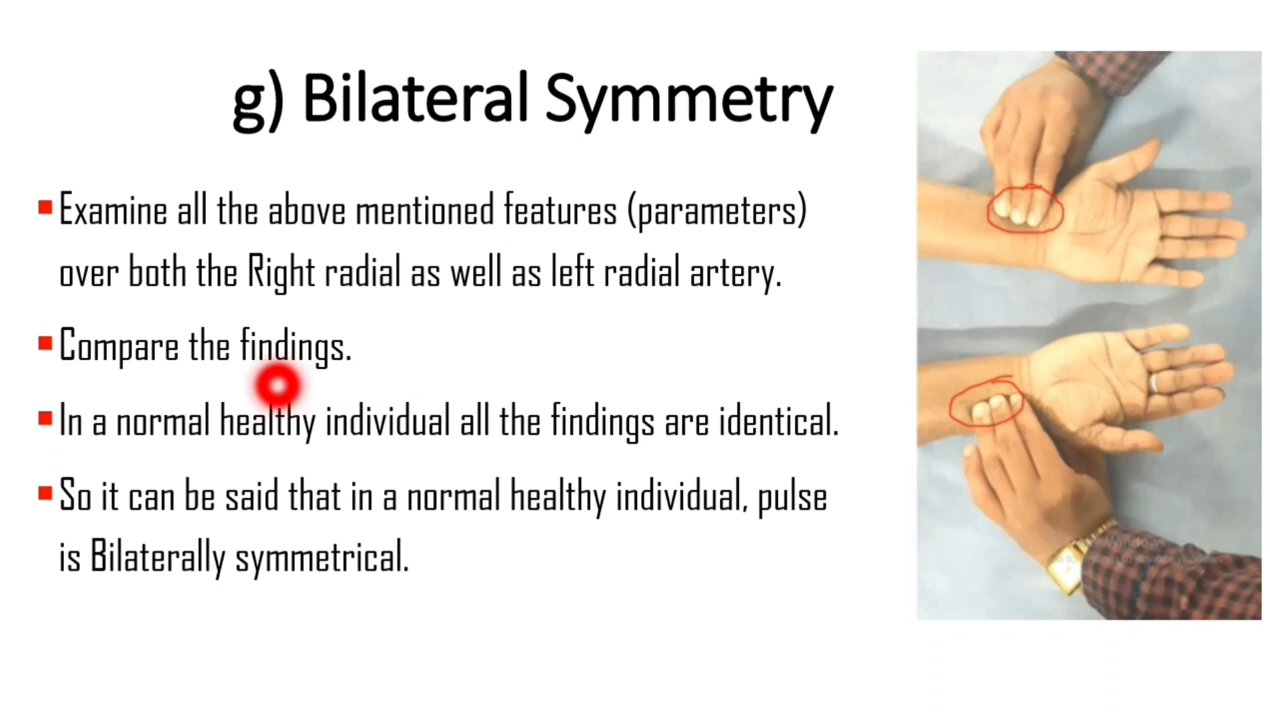 g) Bilateral Symmetry
Examine all the above mentioned features (parameters)
over both the Right radial as well as left radial artery.
Compare the findings.
In a normal healthy individual all the findings are identical.
So it can be said that in a normal healthy individual, pulse
is Bilaterally symmetrical.